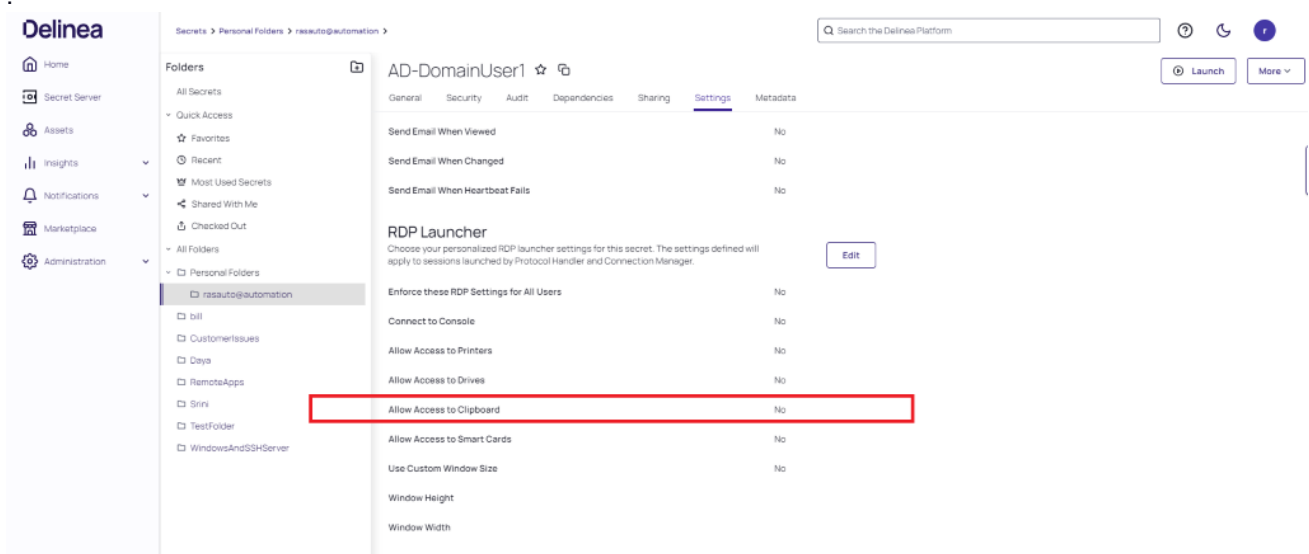 .
Delinea
Secrets > Personal Folders > rasauto@automation >
Search the Delinea Platform
r
Home
Secret Server
Assets
Insights
Notifications
Marketplace
Administration
Folders
All Secrets
Quick Access
Favorites
Recent
Most Used Secrets
Shared With Me
Checked Out
All Folders
Personal Folders
rasauto@automation
bill
CustomerIssues
Daya
RemoteApps
Srini
TestFolder
WindowsAndSSHServer
AD-DomainUser1
Launch More
General Security Audit Dependencies Sharing Settings Metadata
Send Email When Viewed No
Send Email When Changed No
Send Email When Heartbeat Fails No
RDP Launcher
Choose your personalized RDP launcher settings for this secret. The settings defined will
apply to sessions launched by Protocol Handler and Connection Manager.
Edit
Enforce these RDP Settings for All Users No
Connect to Console No
Allow Access to Printers No
Allow Access to Drives No
Allow Access to Clipboard No
Allow Access to Smart Cards No
Use Custom Window Size No
Window Height
Window Width